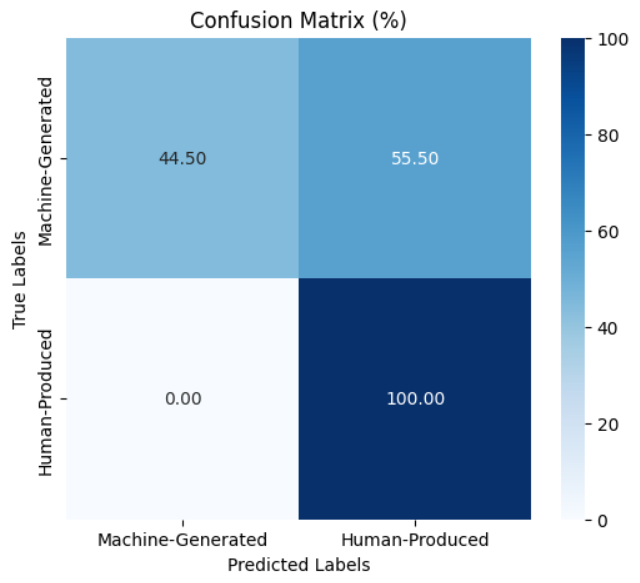 Confusion Matrix (%)
True Labels
Machine-Generated
Human-Produced
44.50
55.50
0.00
100.00
Machine-Generated
Human-Produced
Predicted Labels
100
80
60
40
20
0